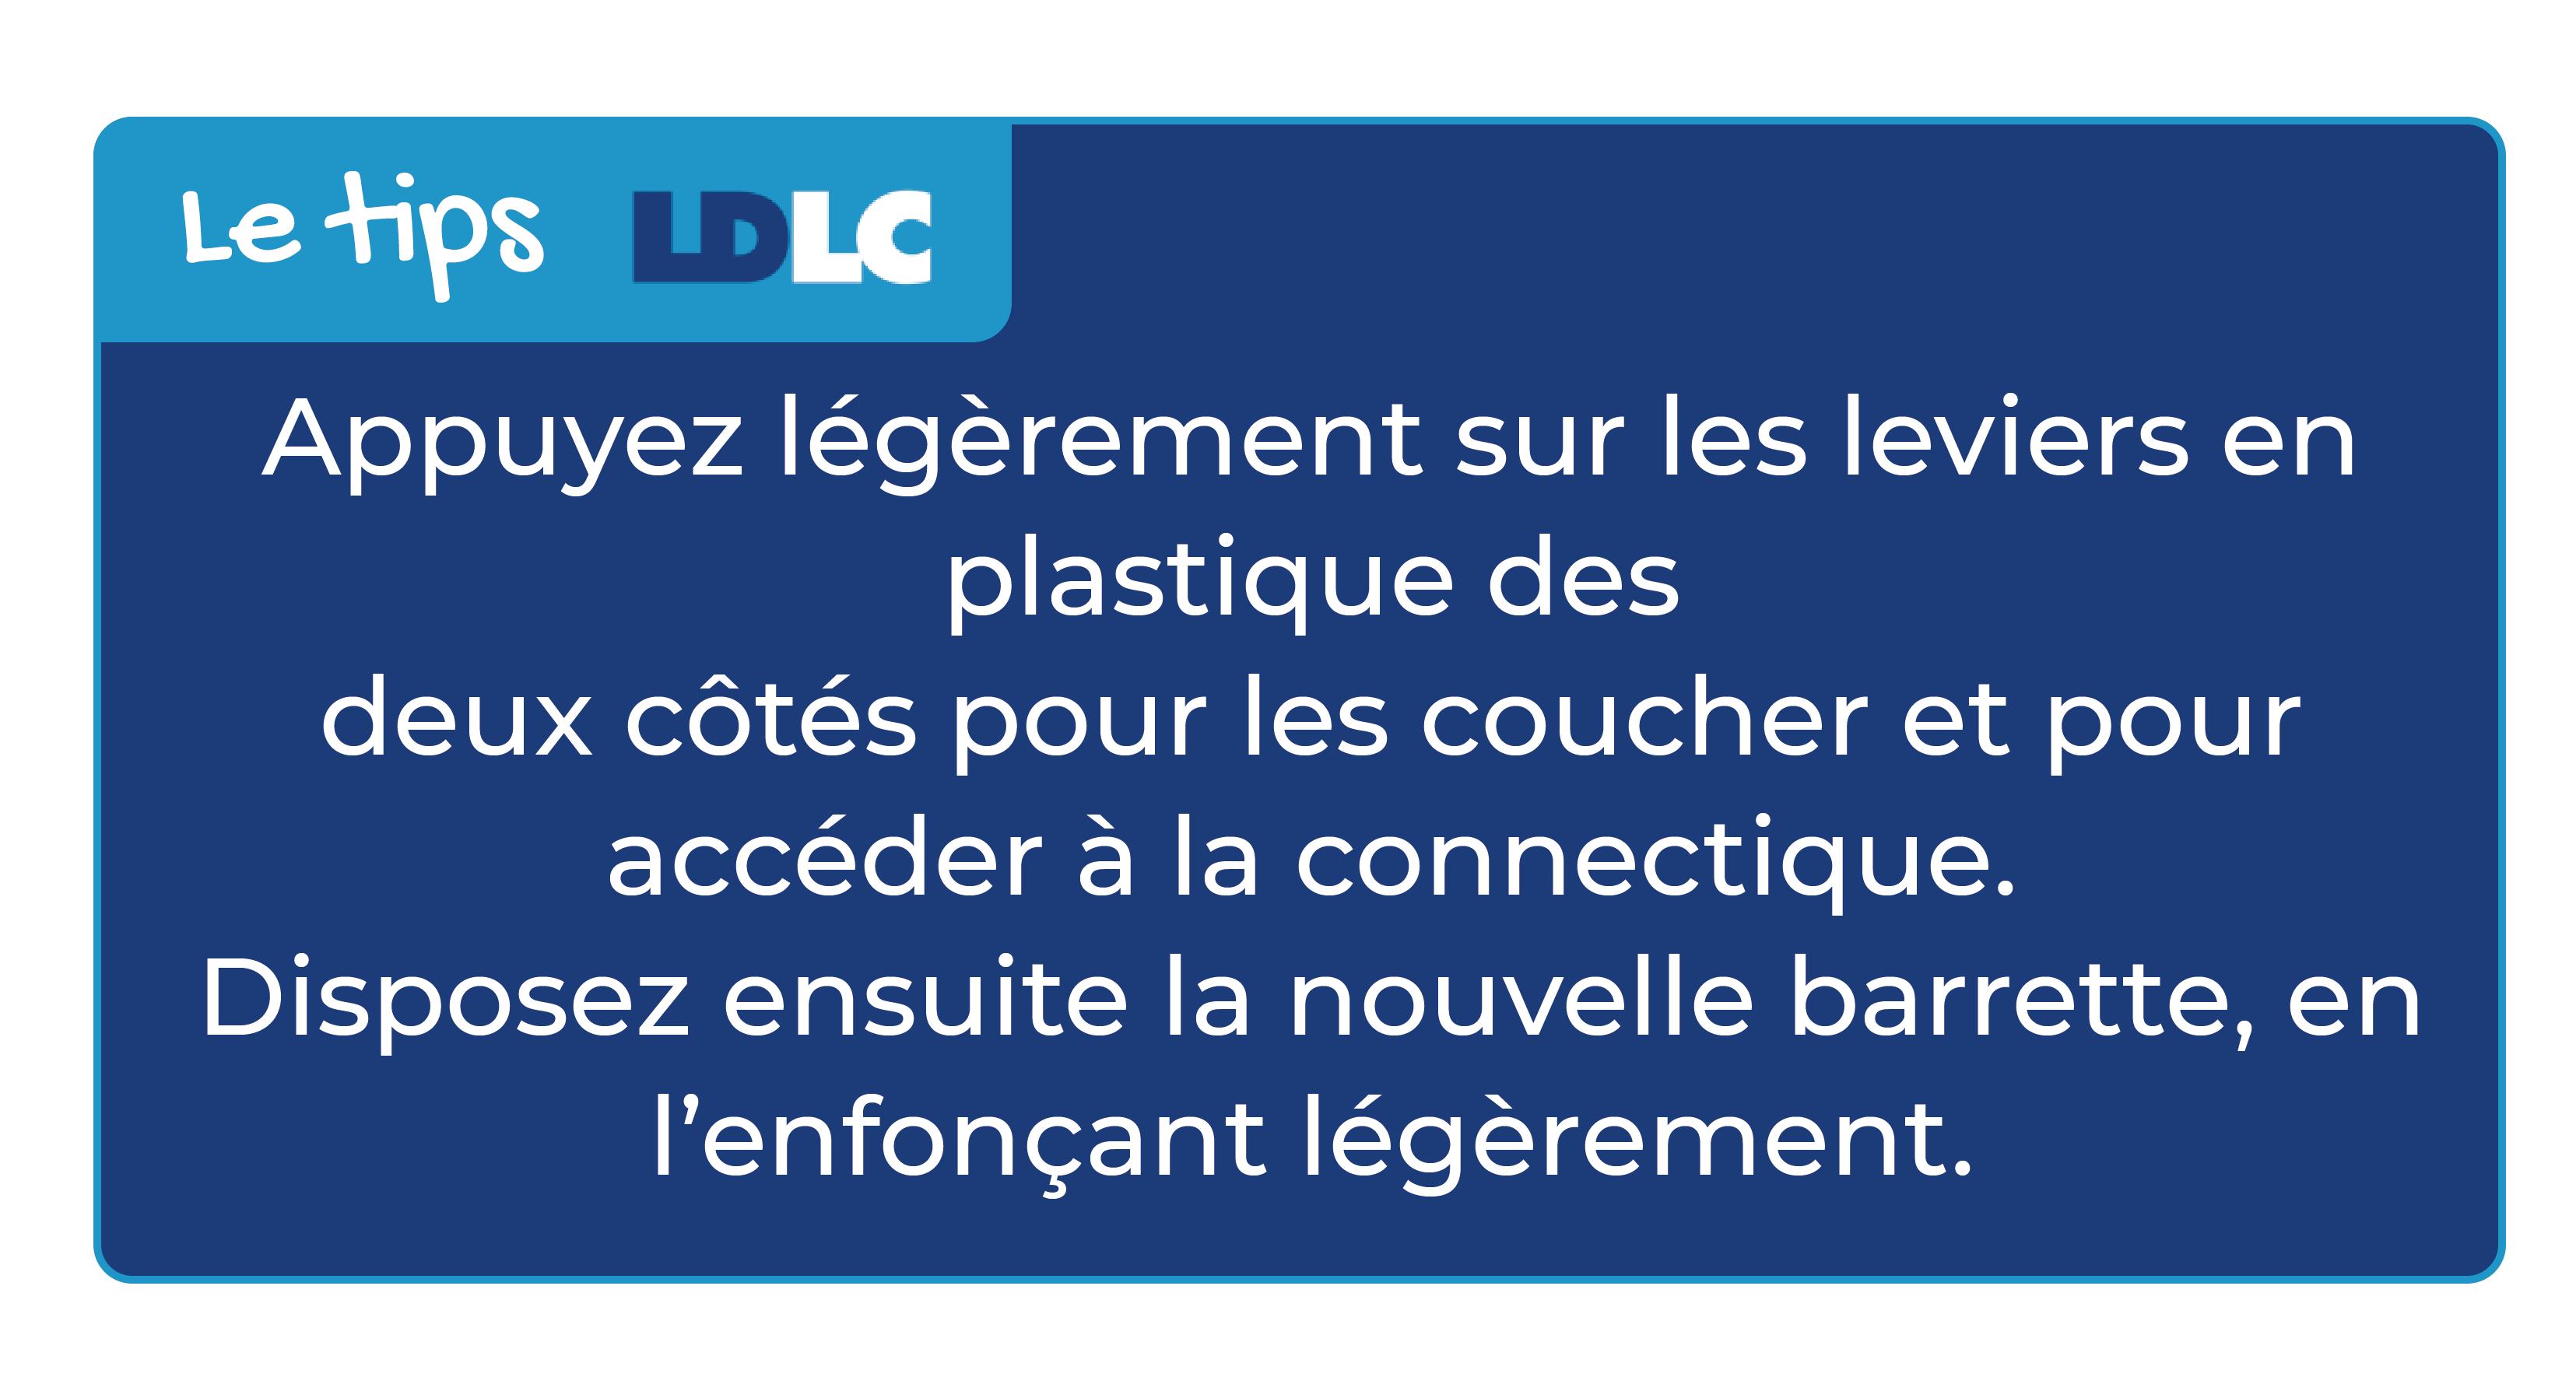 Le tips LDLC
Appuyez légèrement sur les leviers en
plastique des
deux côtés pour les coucher et pour
accéder à la connectique.
Disposez ensuite la nouvelle barrette, en
l’enfonçant légèrement.